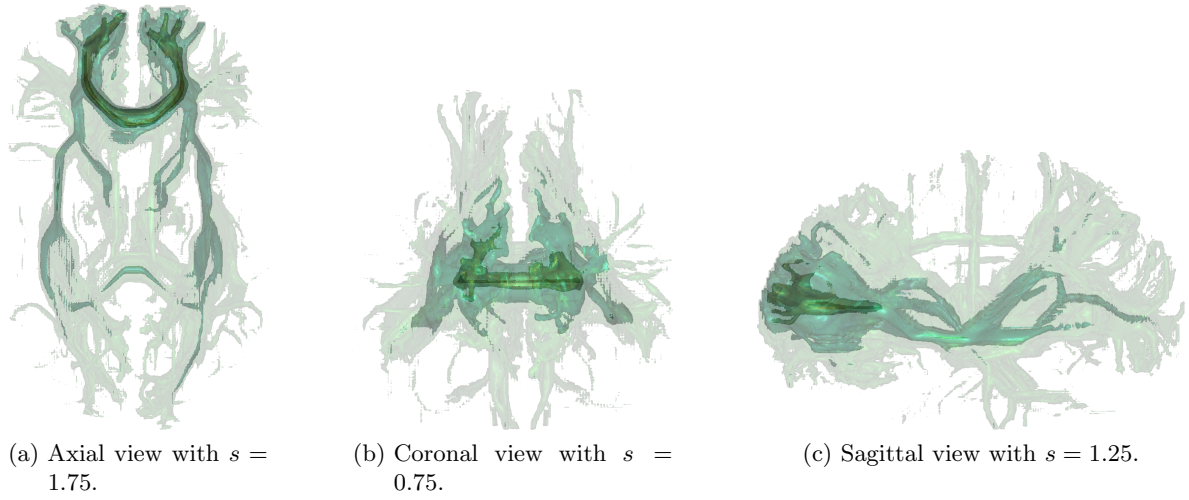 (a) Axial view with s =
1.75.
(b) Coronal view with s =
0.75.
(c) Sagittal view with s = 1.25.